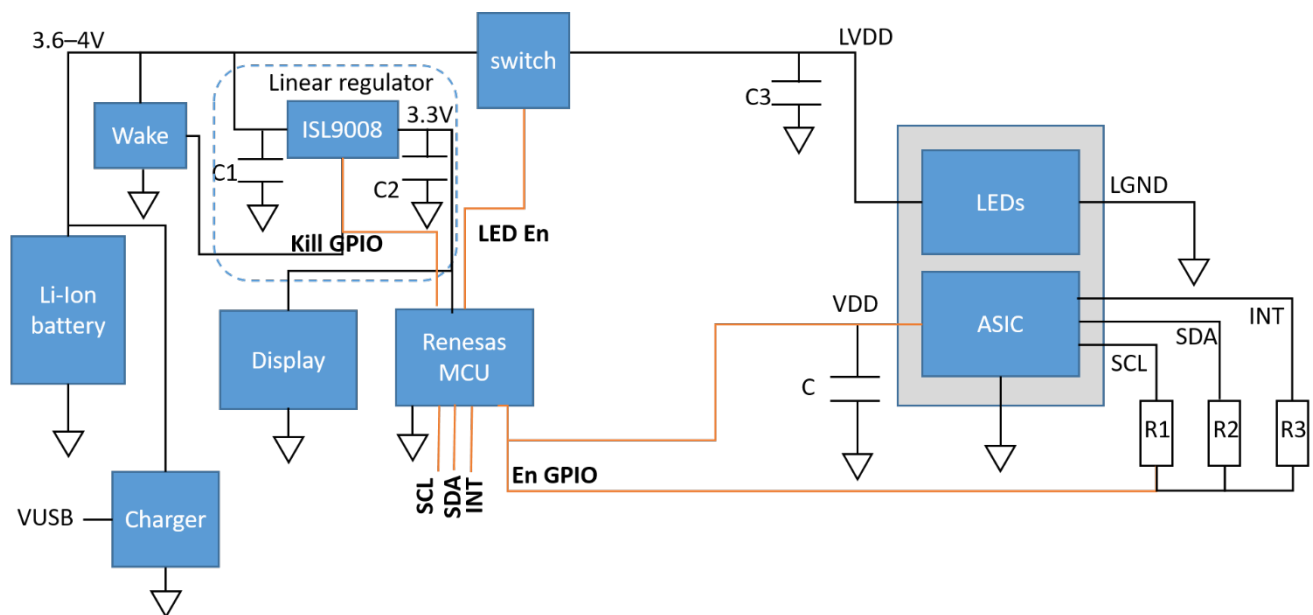 3.6–4V
switch
LVDD
Linear regulator
C3
Wake
ISL9008
3.3V
C1
C2
LEDs
LGND
Kill GPIO
LED En
Li-Ion
battery
Display
Renesas
MCU
VDD
ASIC
INT
SDA
SCL
C
R1
R2
R3
SCL
SDA
INT
En GPIO
VUSB
Charger